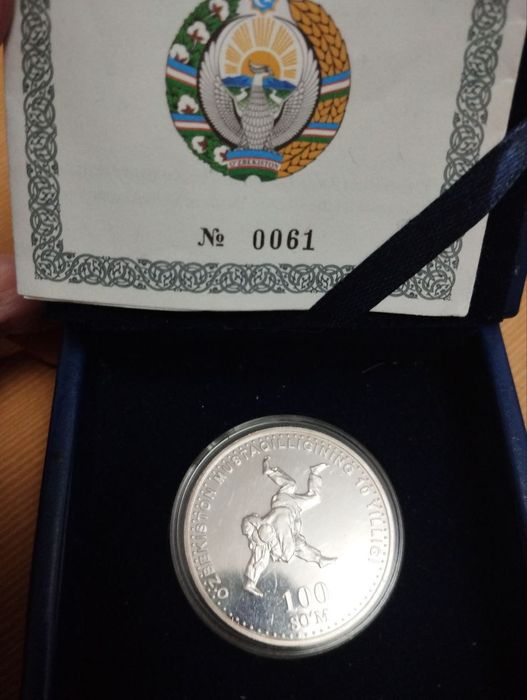 O'ZBEKISTON
№ 0061
O'ZBEKISTON MUSTAQILLIGINING 10 YILLIGI
100
SO'M